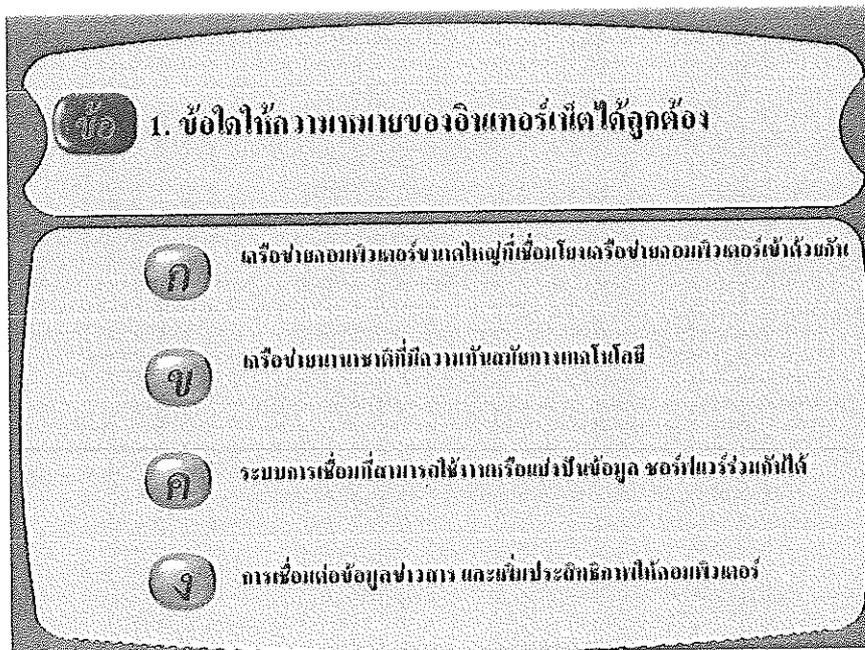 ข้อ 1. ข้อใดให้ความหมายของอินเทอร์เน็ตได้ถูกต้อง
ก เครือข่ายคอมพิวเตอร์ขนาดใหญ่ที่เชื่อมโยงเครือข่ายคอมพิวเตอร์เข้าด้วยกัน
ข เครือข่ายนานาชาติที่มีความทันสมัยทางเทคโนโลยี
ค ระบบการเชื่อมที่สามารถใช้งานหรือแบ่งปันข้อมูล ซอร์ฟแวร์ร่วมกันได้
ง การเชื่อมต่อข้อมูลข่าวสาร และเพิ่มประสิทธิภาพให้คอมพิวเตอร์